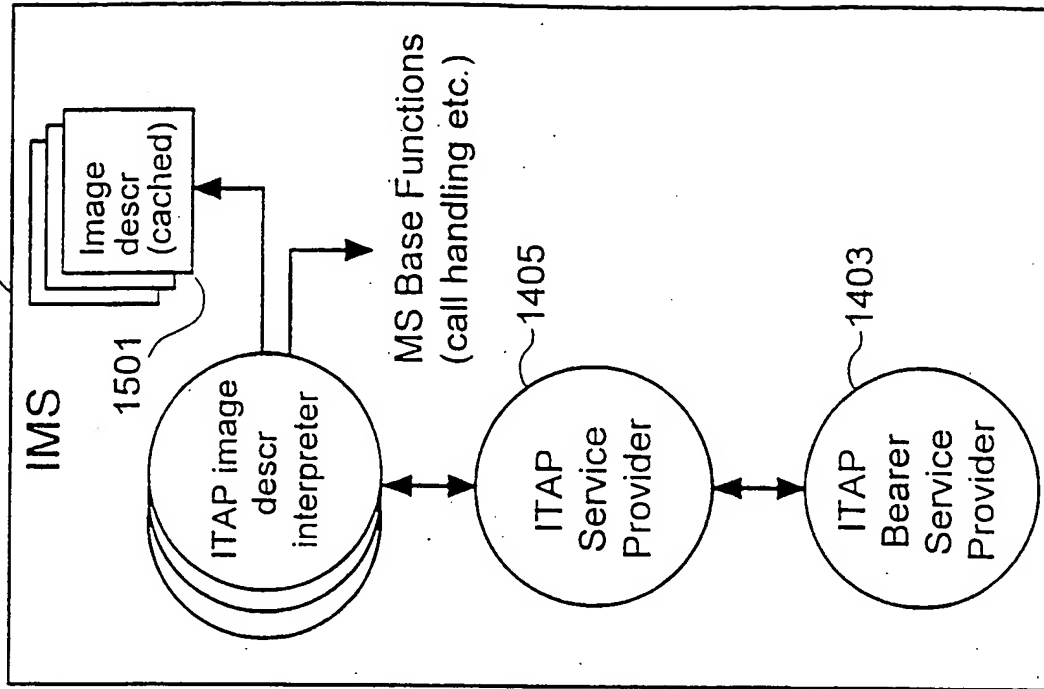 IMS
1501
Image
descr
(cached)
ITAP image
descr
interpreter
MS Base Functions
(call handling etc.)
1405
ITAP
Service
Provider
1403
ITAP
Bearer
Service
Provider